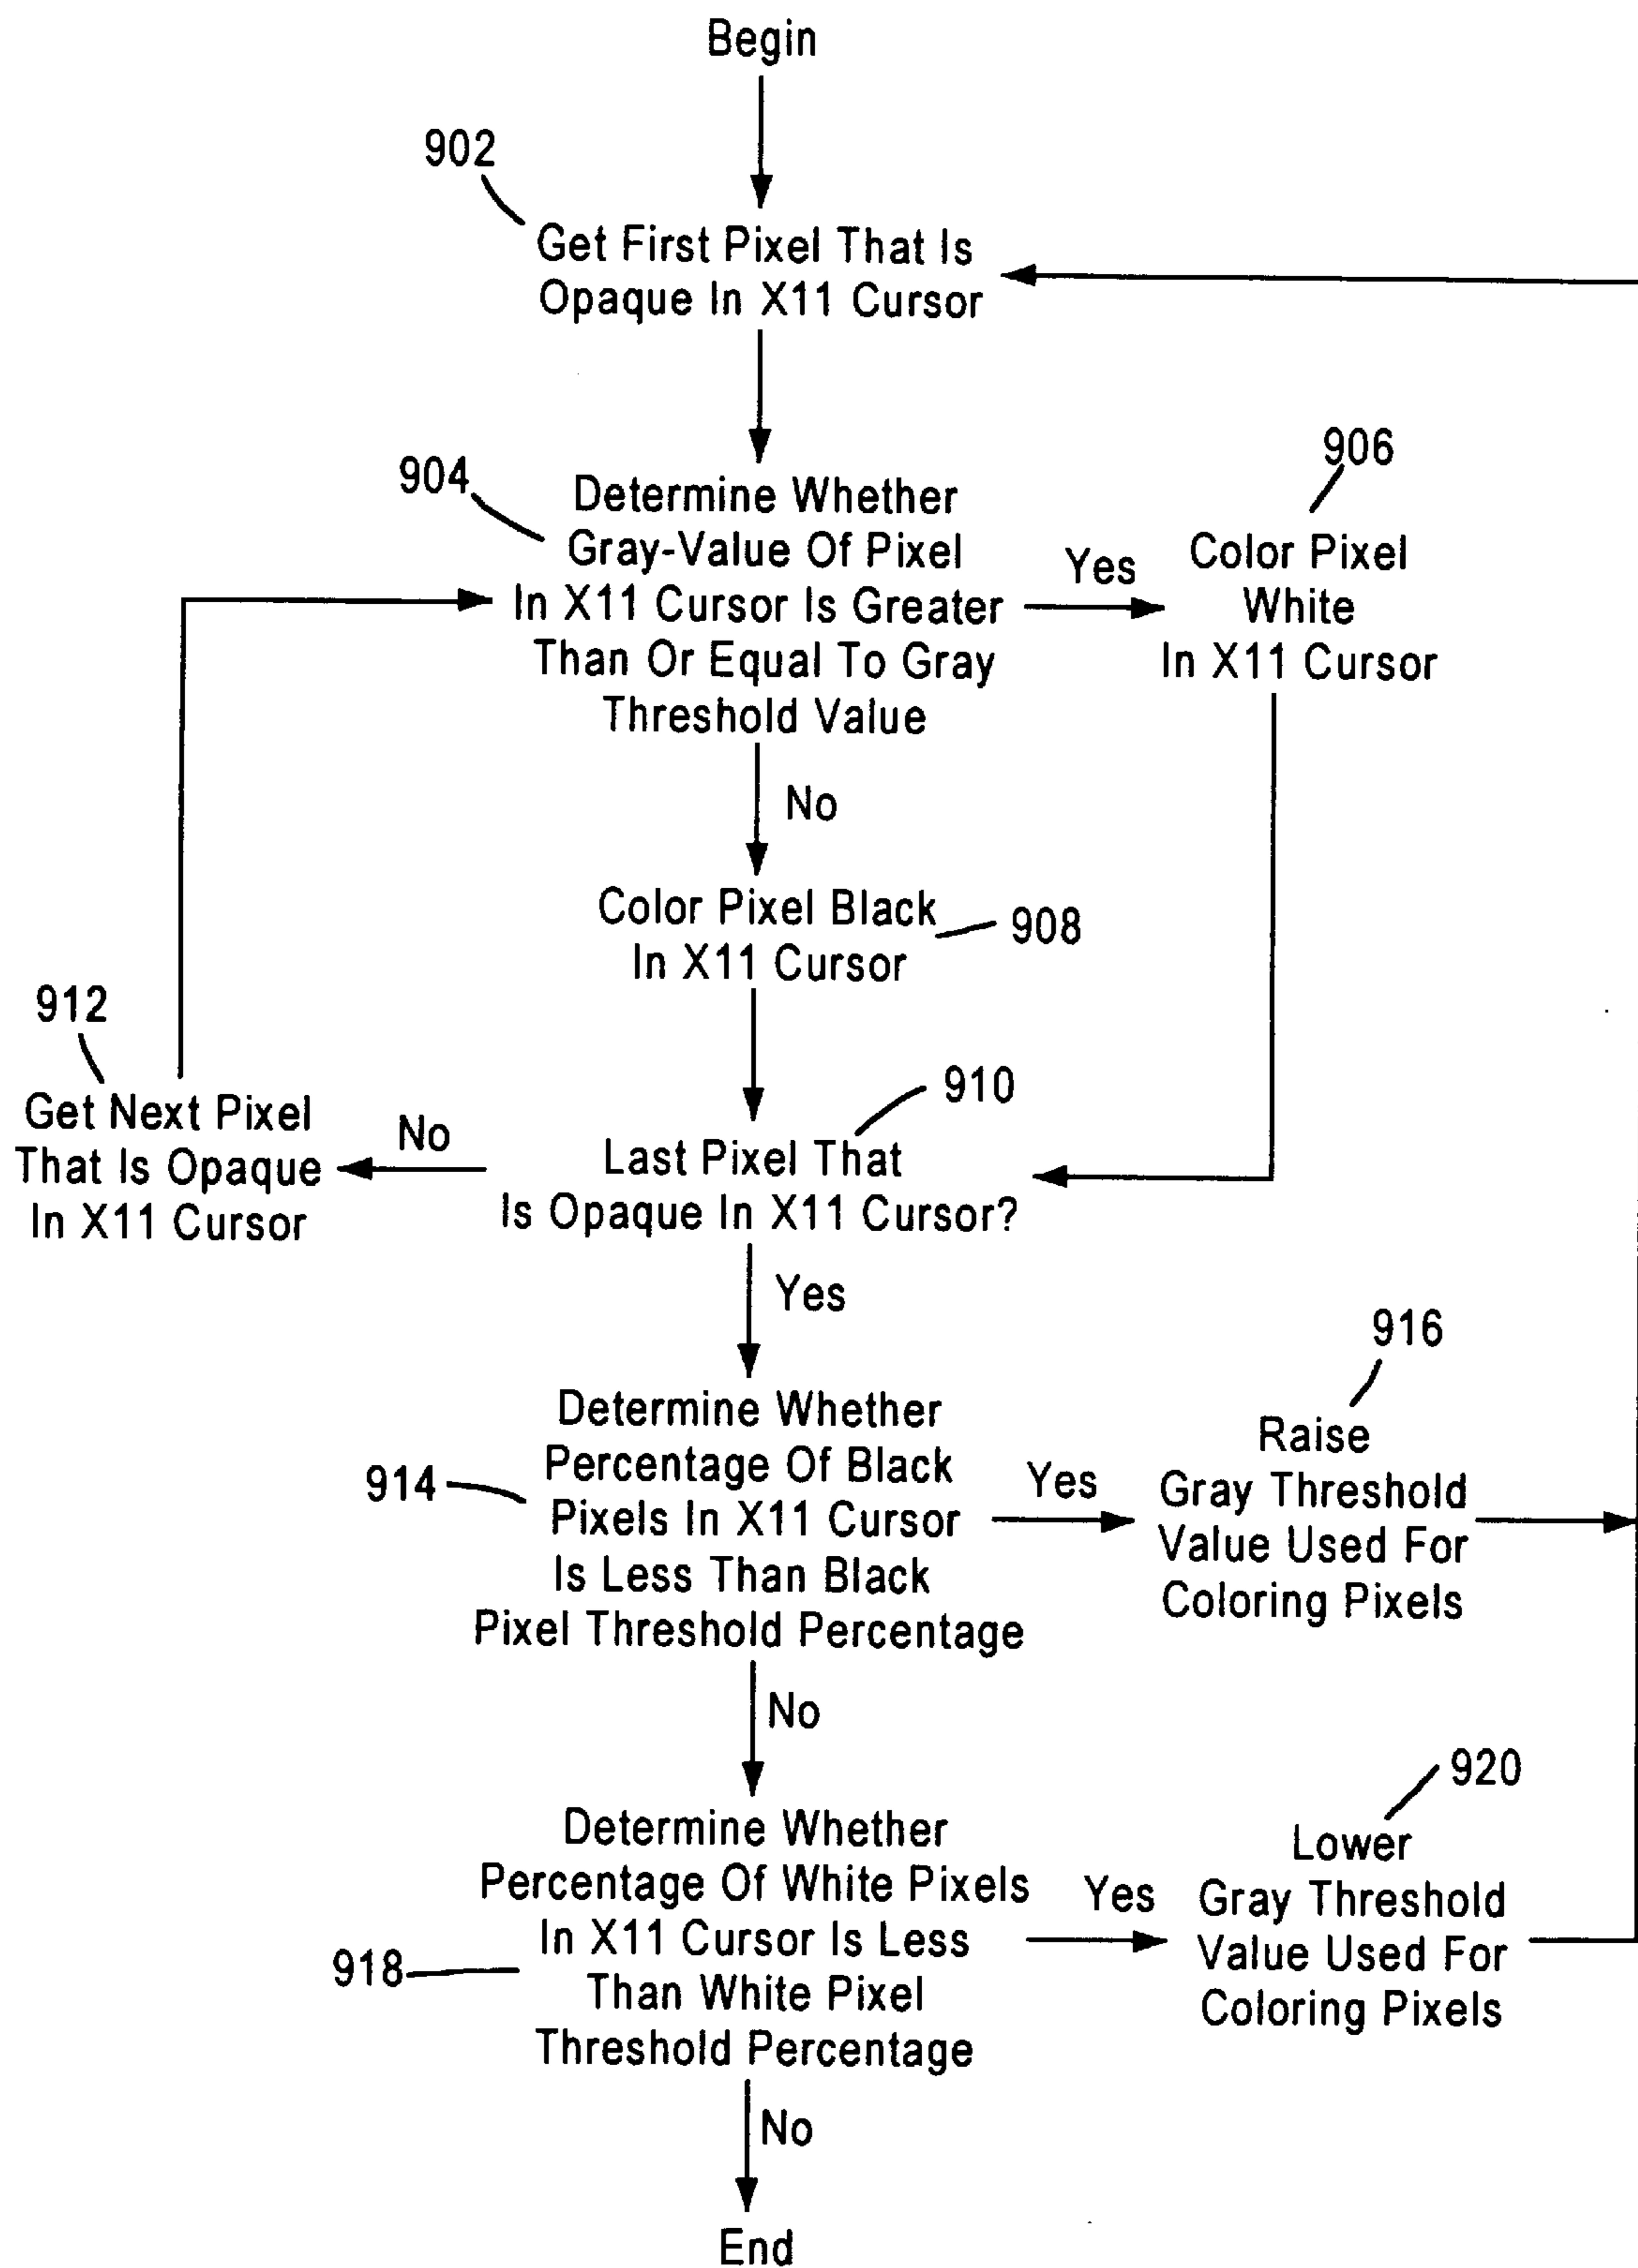 Begin
902
Get First Pixel That Is
Opaque In X11 Cursor
904
Determine Whether
Gray-Value Of Pixel
In X11 Cursor Is Greater
Than Or Equal To Gray
Threshold Value
Yes
906
Color Pixel
White
In X11 Cursor
No
Color Pixel Black
In X11 Cursor
908
912
Get Next Pixel
That Is Opaque
In X11 Cursor
No
910
Last Pixel That
Is Opaque In X11 Cursor?
Yes
914
Determine Whether
Percentage Of Black
Pixels In X11 Cursor
Is Less Than Black
Pixel Threshold Percentage
Yes
916
Raise
Gray Threshold
Value Used For
Coloring Pixels
No
918
Determine Whether
Percentage Of White Pixels
In X11 Cursor Is Less
Than White Pixel
Threshold Percentage
Yes
920
Lower
Gray Threshold
Value Used For
Coloring Pixels
No
End